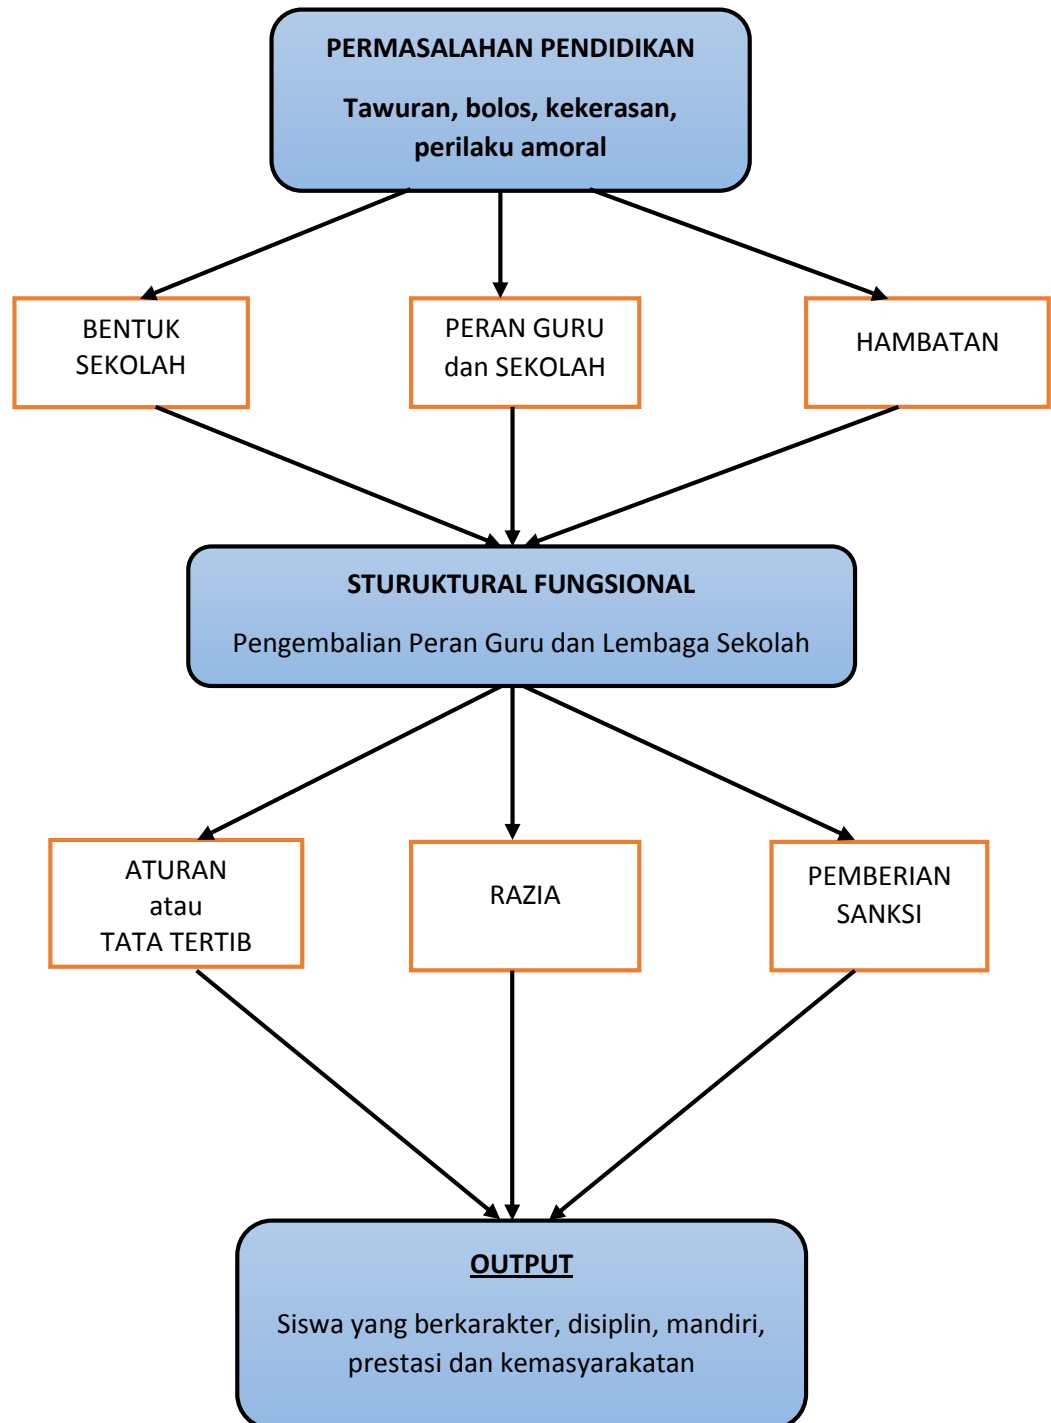 PERMASALAHAN PENDIDIKAN
Tawuran, bolos, kekerasan,
perilaku amoral
BENTUK
SEKOLAH
PERAN GURU
dan SEKOLAH
HAMBATAN
STURUKTURAL FUNGSIONAL
Pengembalian Peran Guru dan Lembaga Sekolah
ATURAN
atau
TATA TERTIB
RAZIA
PEMBERIAN
SANKSI
OUTPUT
Siswa yang berkarakter, disiplin, mandiri,
prestasi dan kemasyarakatan